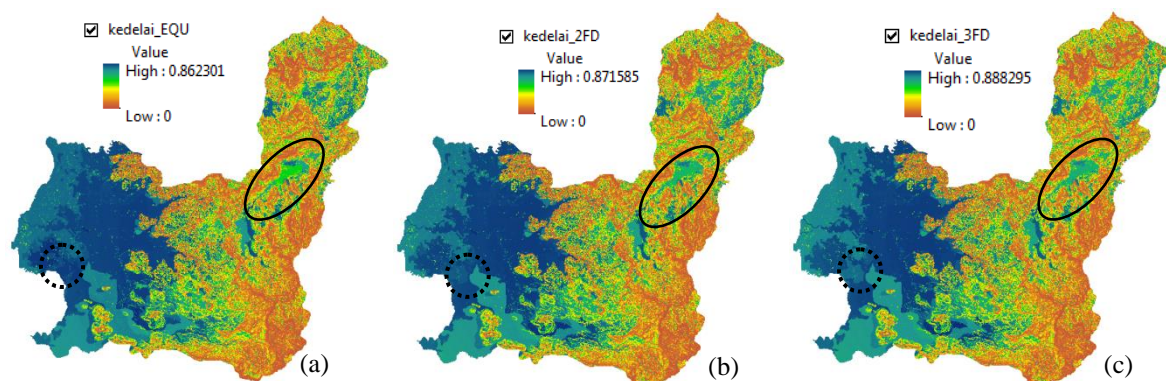 kedelai_EQU
Value
High : 0.862301
Low : 0
(a)
kedelai_2FD
Value
High : 0.871585
Low : 0
(b)
kedelai_3FD
Value
High : 0.888295
Low : 0
(c)